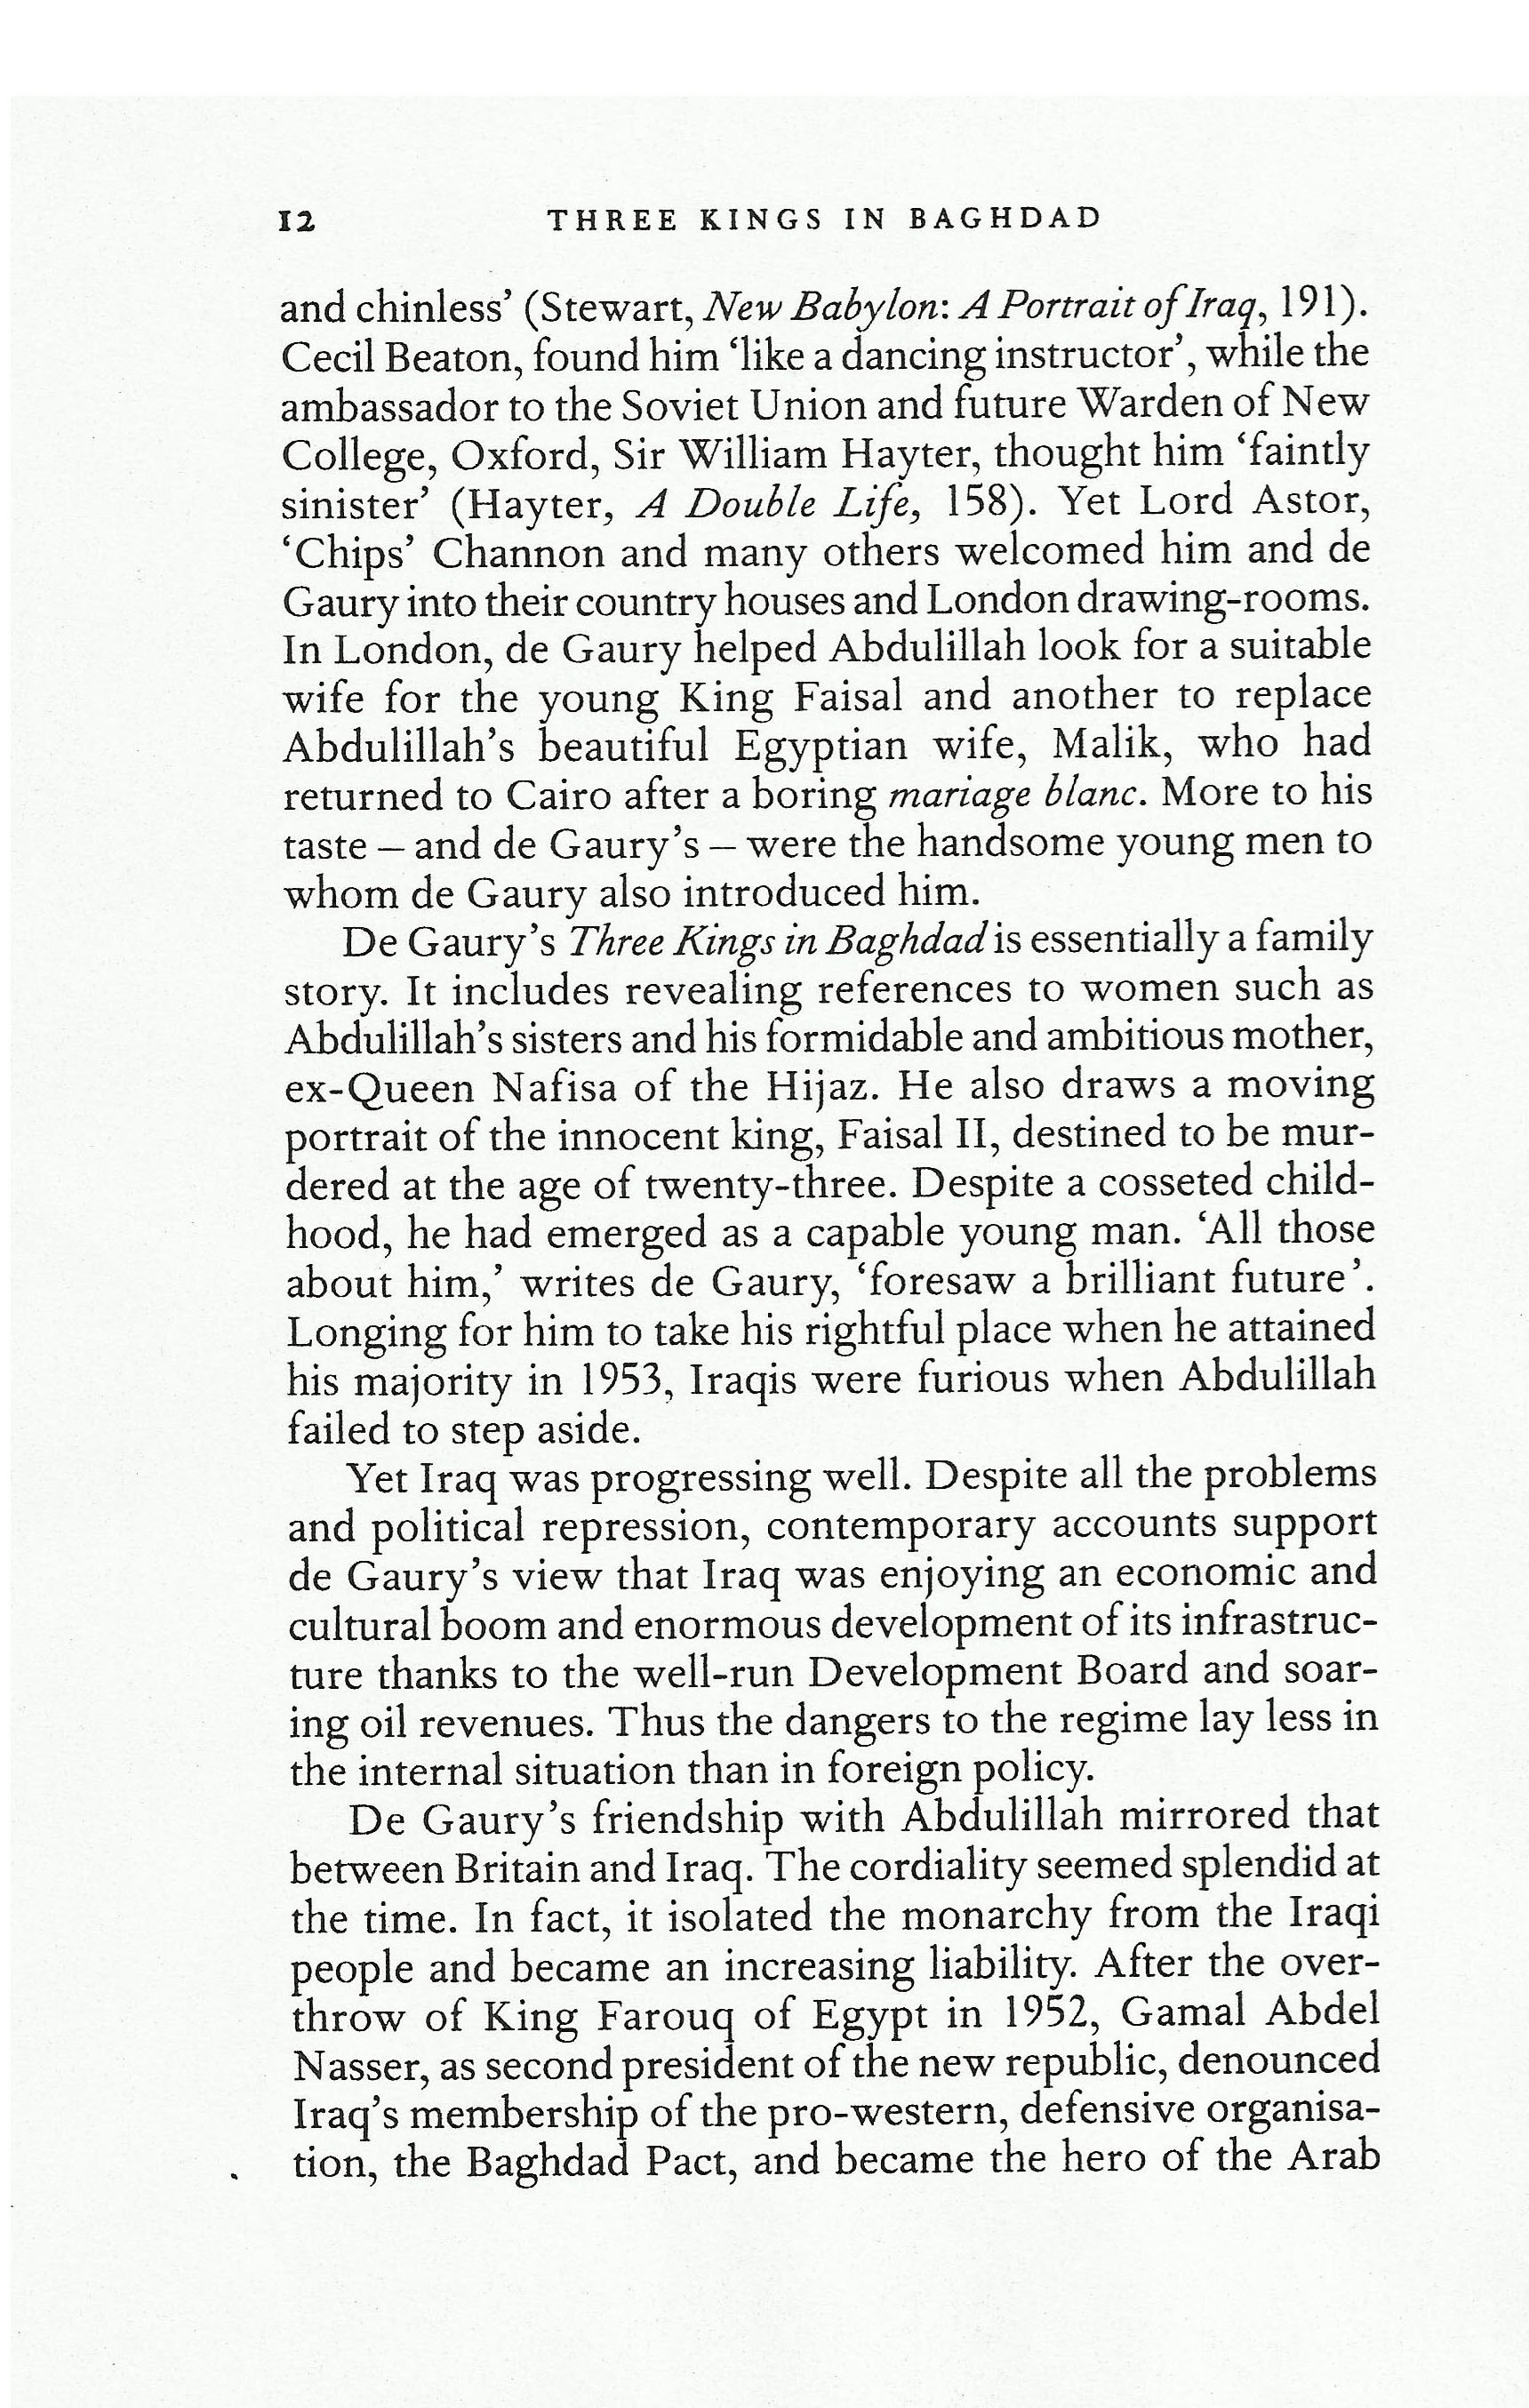 12 THREE KINGS IN BAGHDAD
and chinless’ (Stewart, New Babylon: A Portrait of Iraq, 191).
Cecil Beaton, found him ‘like a dancing instructor’, while the
ambassador to the Soviet Union and future Warden of New
College, Oxford, Sir William Hayter, thought him ‘faintly
sinister’ (Hayter, A Double Life, 158). Yet Lord Astor,
‘Chips’ Channon and many others welcomed him and de
Gaury into their country houses and London drawing-rooms.
In London, de Gaury helped Abdulillah look for a suitable
wife for the young King Faisal and another to replace
Abdulillah’s beautiful Egyptian wife, Malik, who had
returned to Cairo after a boring mariage blanc. More to his
taste – and de Gaury’s – were the handsome young men to
whom de Gaury also introduced him.
De Gaury’s Three Kings in Baghdad is essentially a family
story. It includes revealing references to women such as
Abdulillah’s sisters and his formidable and ambitious mother,
ex-Queen Nafisa of the Hijaz. He also draws a moving
portrait of the innocent king, Faisal II, destined to be mur-
dered at the age of twenty-three. Despite a cosseted child-
hood, he had emerged as a capable young man. ‘All those
about him,’ writes de Gaury, ‘foresaw a brilliant future’.
Longing for him to take his rightful place when he attained
his majority in 1953, Iraqis were furious when Abdulillah
failed to step aside.
Yet Iraq was progressing well. Despite all the problems
and political repression, contemporary accounts support
de Gaury’s view that Iraq was enjoying an economic and
cultural boom and enormous development of its infrastruc-
ture thanks to the well-run Development Board and soar-
ing oil revenues. Thus the dangers to the regime lay less in
the internal situation than in foreign policy.
De Gaury’s friendship with Abdulillah mirrored that
between Britain and Iraq. The cordiality seemed splendid at
the time. In fact, it isolated the monarchy from the Iraqi
people and became an increasing liability. After the over-
throw of King Farouq of Egypt in 1952, Gamal Abdel
Nasser, as second president of the new republic, denounced
Iraq’s membership of the pro-western, defensive organisa-
tion, the Baghdad Pact, and became the hero of the Arab